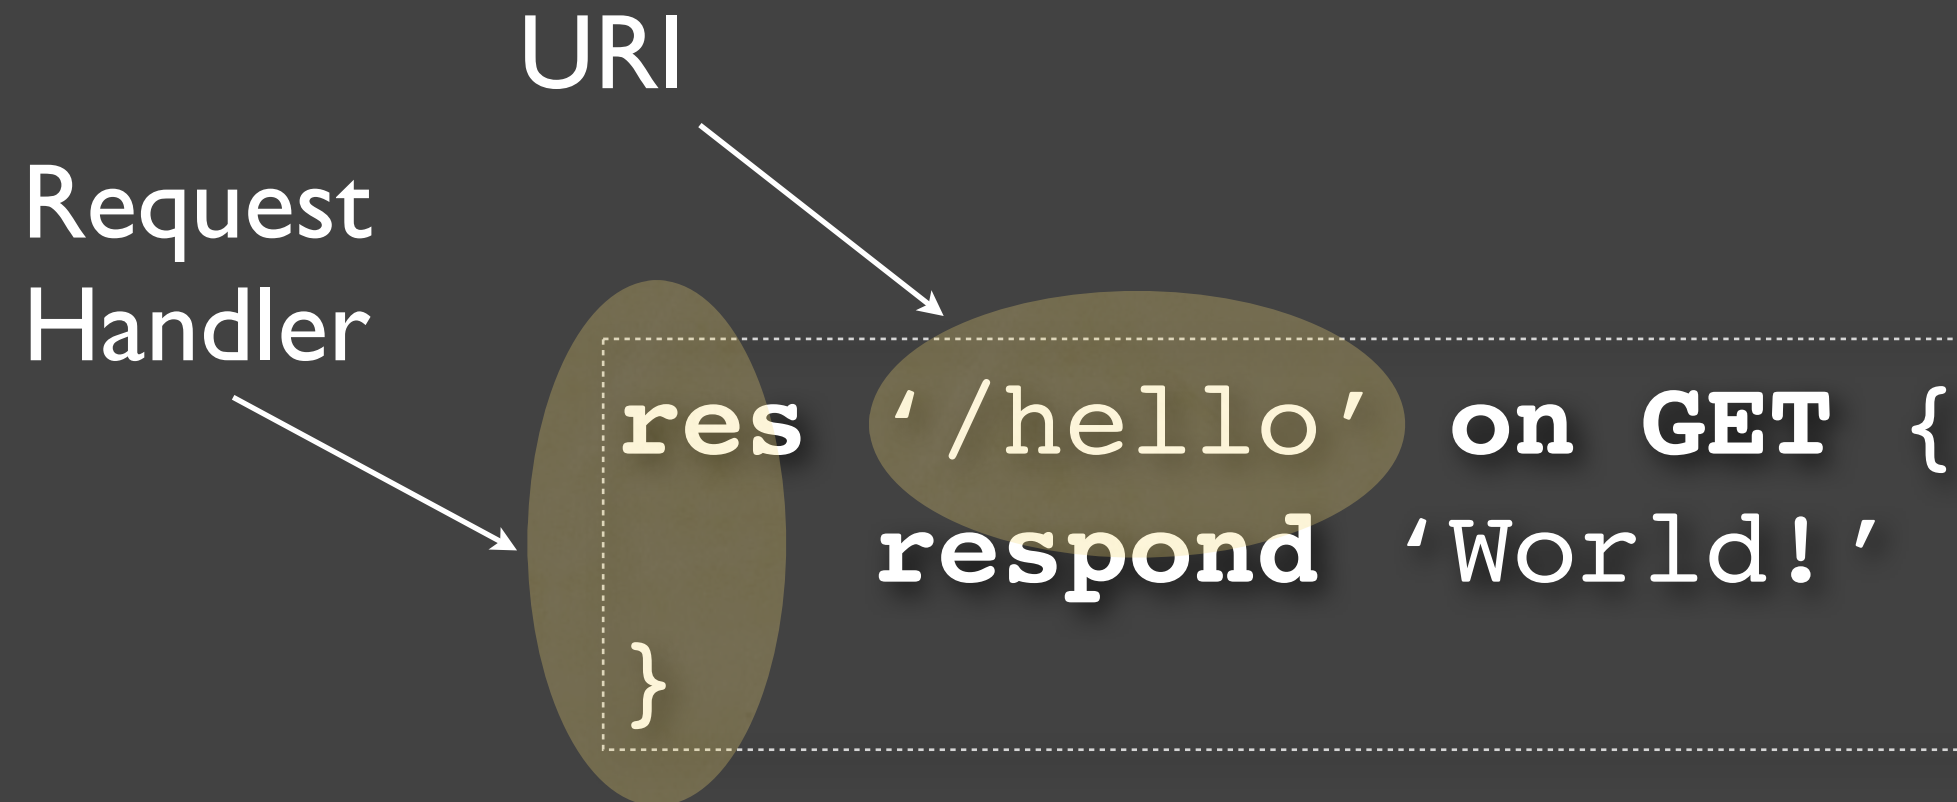 URI
Request
Handler
res ‘/hello’ on GET {
respond ‘World!’
}